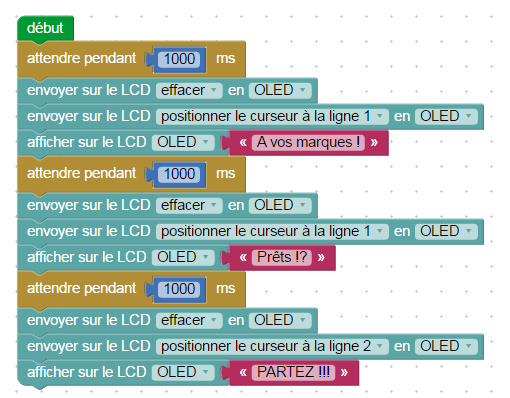 début
attendre pendant 1000 ms
envoyer sur le LCD effacer en OLED
envoyer sur le LCD positionner le curseur à la ligne 1 en OLED
afficher sur le LCD OLED « A vos marques ! »
attendre pendant 1000 ms
envoyer sur le LCD effacer en OLED
envoyer sur le LCD positionner le curseur à la ligne 1 en OLED
afficher sur le LCD OLED « Prêts !? »
attendre pendant 1000 ms
envoyer sur le LCD effacer en OLED
envoyer sur le LCD positionner le curseur à la ligne 2 en OLED
afficher sur le LCD OLED « PARTEZ !!! »